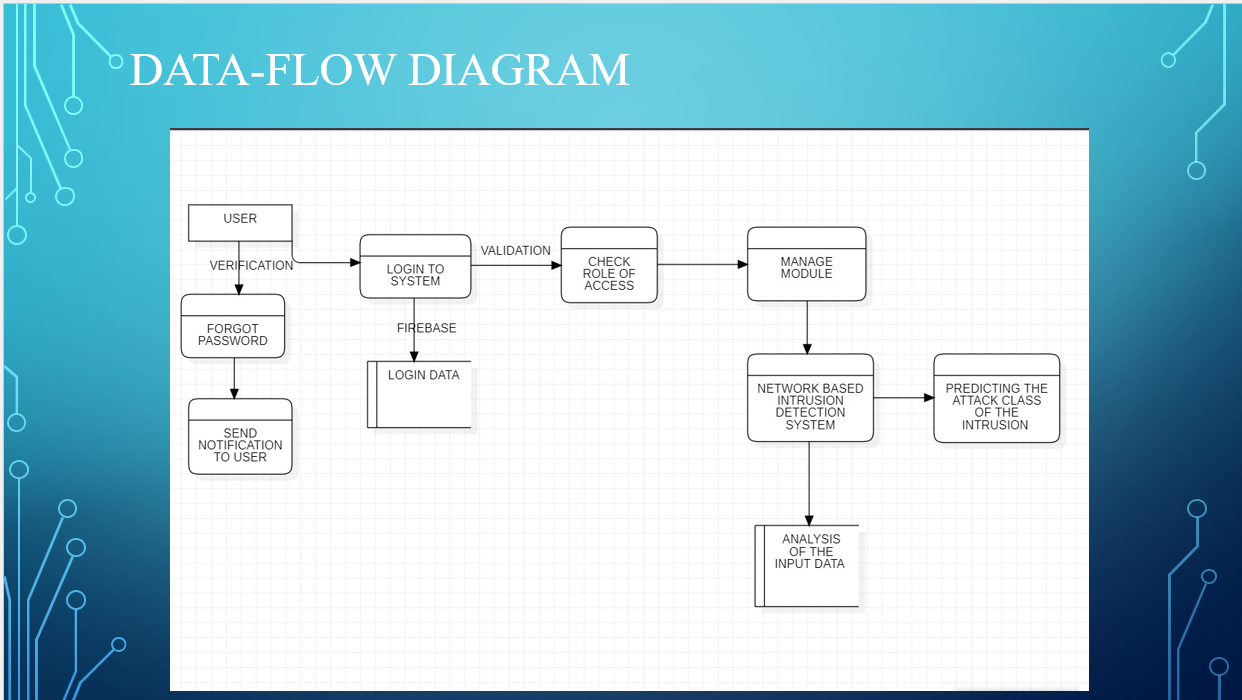 DATA-FLOW DIAGRAM
USER
VERIFICATION
FORGOT
PASSWORD
SEND
NOTIFICATION
TO USER
LOGIN TO
SYSTEM
FIREBASE
LOGIN DATA
VALIDATION
CHECK
ROLE OF
ACCESS
MANAGE
MODULE
NETWORK BASED
INTRUSION
DETECTION
SYSTEM
PREDICTING THE
ATTACK CLASS
OF THE
INTRUSION
ANALYSIS
OF THE
INPUT DATA